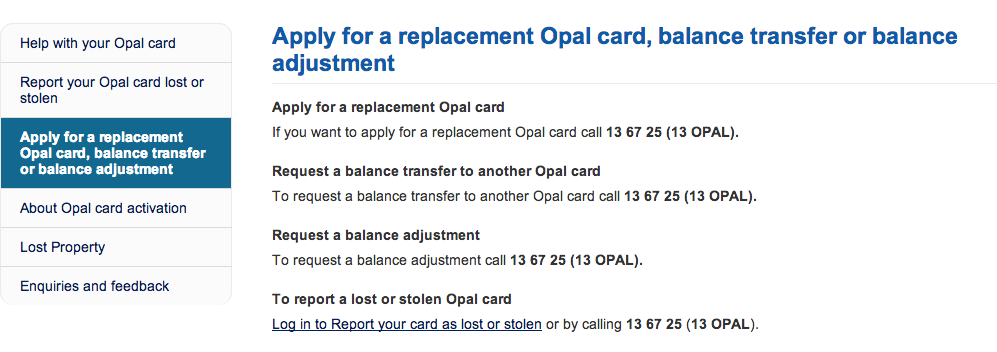 Help with your Opal card
Report your Opal card lost or
stolen
Apply for a replacement
Opal card, balance transfer
or balance adjustment
About Opal card activation
Lost Property
Enquiries and feedback
Apply for a replacement Opal card, balance transfer or balance
adjustment
Apply for a replacement Opal card
If you want to apply for a replacement Opal card call 13 67 25 (13 OPAL).
Request a balance transfer to another Opal card
To request a balance transfer to another Opal card call 13 67 25 (13 OPAL).
Request a balance adjustment
To request a balance adjustment call 13 67 25 (13 OPAL).
To report a lost or stolen Opal card
Log in to Report your card as lost or stolen or by calling 13 67 25 (13 OPAL).